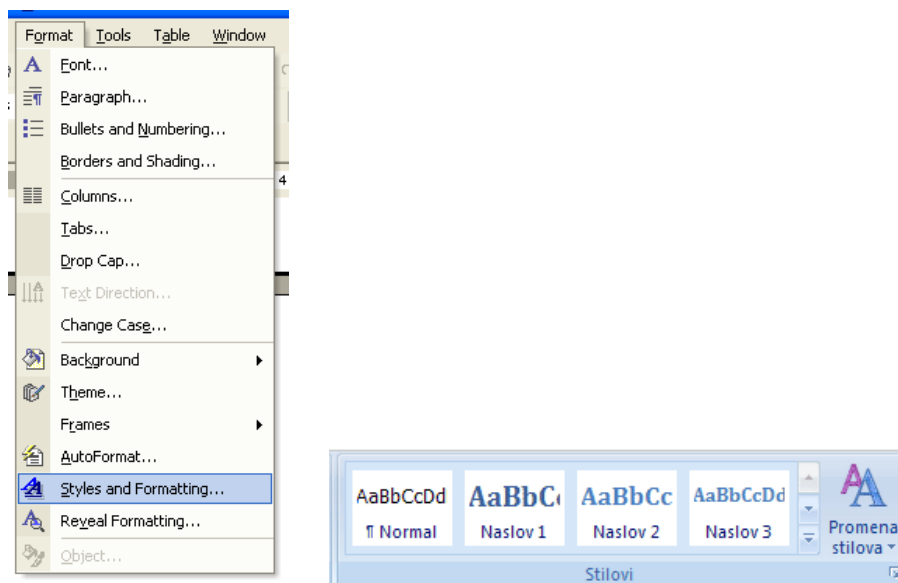 Format Tools Table Window
Font...
Paragraph...
Bullets and Numbering...
Borders and Shading...
4
Columns...
Tabs...
Drop Cap...
Text Direction...
Change Case...
Background
Theme...
Frames
AutoFormat...
Styles and Formatting...
Reveal Formatting...
Object...
AaBbCcDd AaBbC AaBbCc AaBbCcDd
¶ Normal Naslov 1 Naslov 2 Naslov 3
Promena
stilova
Stilovi